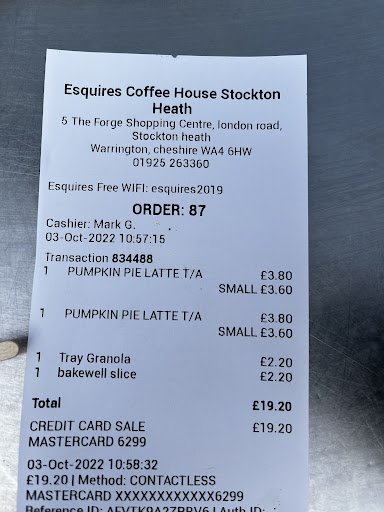 Esquires Coffee House Stockton
Heath
5 The Forge Shopping Centre, london road,
Stockton heath
Warrington, cheshire WA4 6HW
01925 263360
Esquires Free WIFI: esquires2019
ORDER: 87
Cashier: Mark G.
03-Oct-2022 10:57:15
Transaction 834488
1 PUMPKIN PIE LATTE T/A £3.80
SMALL £3.60
1 PUMPKIN PIE LATTE T/A £3.80
SMALL £3.60
1 Tray Granola £2.20
1 bakewell slice £2.20
Total £19.20
CREDIT CARD SALE £19.20
MASTERCARD 6299
03-Oct-2022 10:58:32
£19.20 | Method: CONTACTLESS
MASTERCARD XXXXXXXXXXXX6299
Reference ID: | Auth ID: